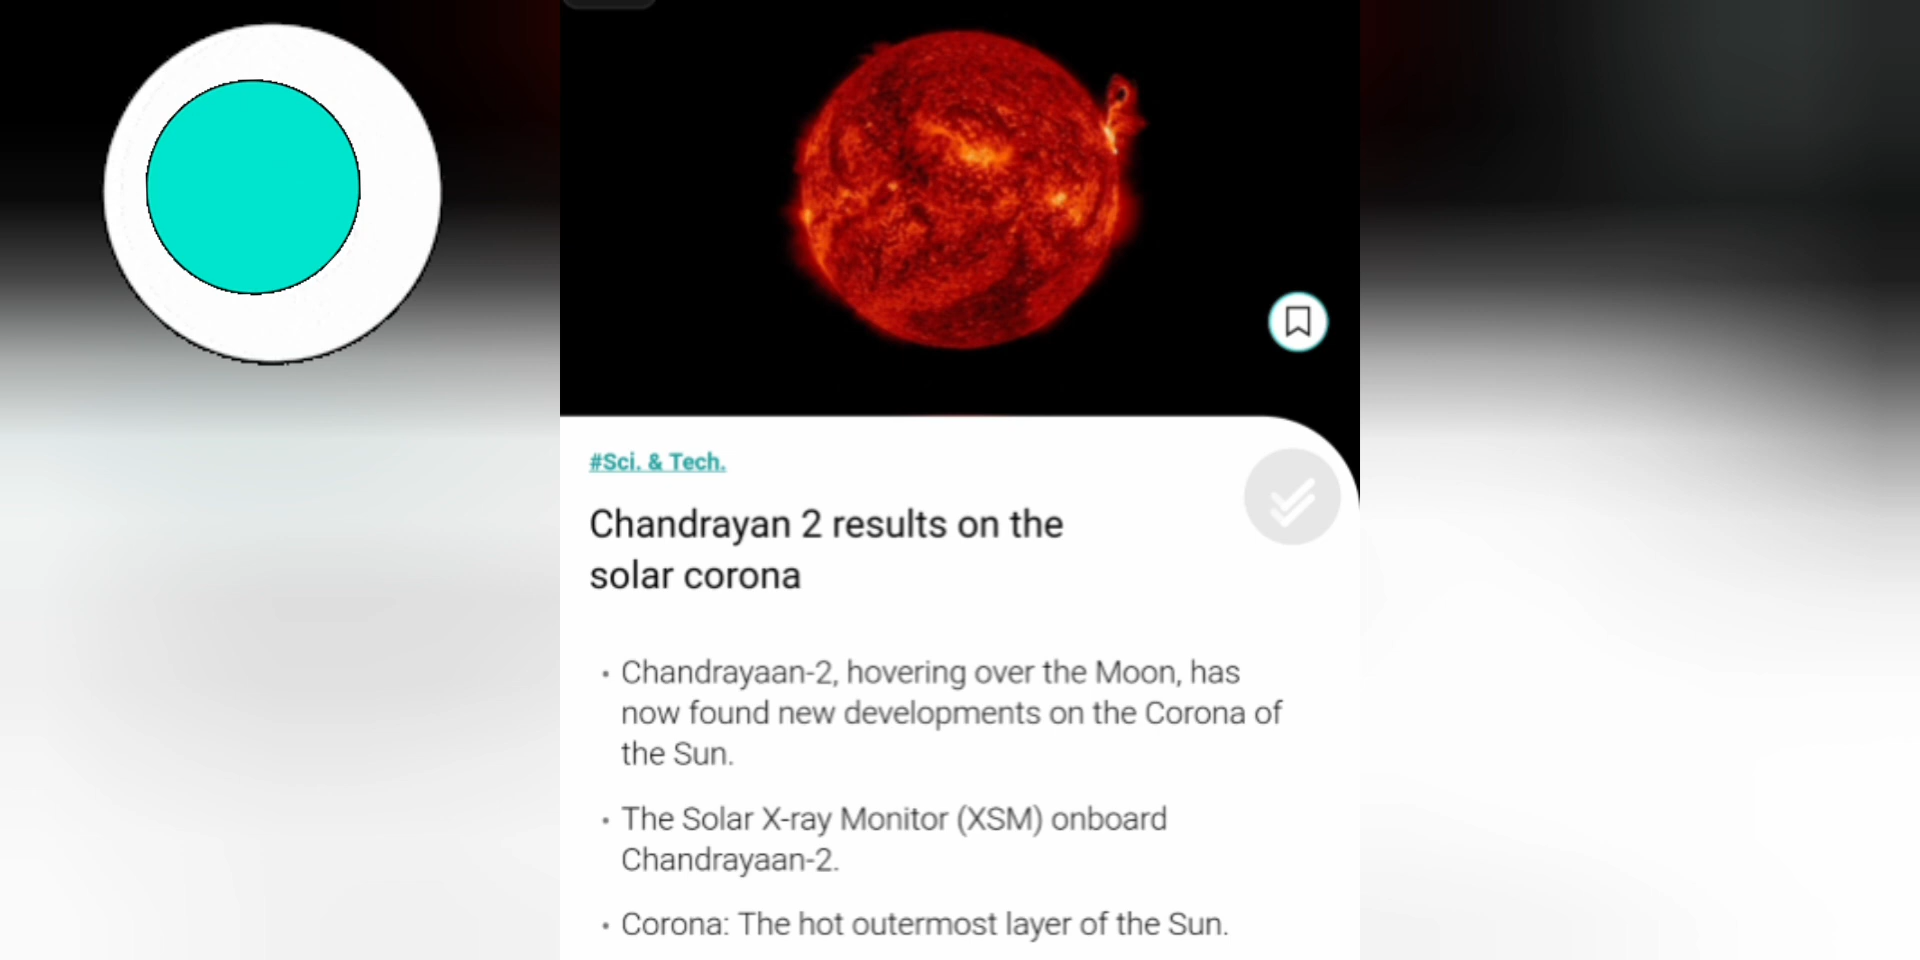 #Sci. & Tech.
Chandrayan 2 results on the
solar corona
• Chandrayaan-2, hovering over the Moon, has
now found new developments on the Corona of
the Sun.
• The Solar X-ray Monitor (XSM) onboard
Chandrayaan-2.
• Corona: The hot outermost layer of the Sun.